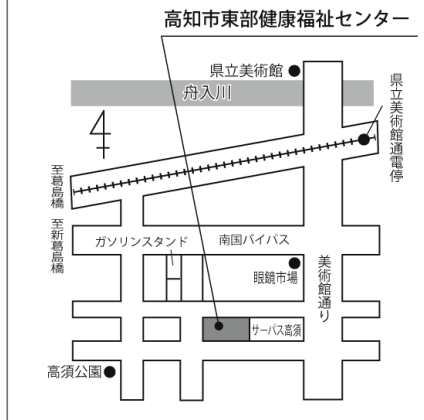 高知市東部健康福祉センター
県立美術館
舟入川
県立美術館通電停
至葛島橋
至新葛島橋
ガソリンスタンド
南国バイパス
眼鏡市場
美術館通り
サーパス高須
高須公園